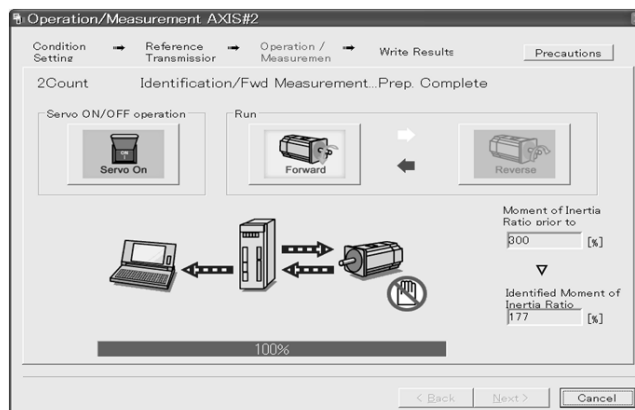 Operation/Measurement AXIS#2
Condition Setting
Reference Transmissior
Operation / Measuremen
Write Results
Precautions
2Count
Identification/Fwd Measurement...Prep. Complete
Servo ON/OFF operation
Run
ON
Servo On
Forward
Reverse
Moment of Inertia
Ratio prior to
300 [%]
Identified Moment of
Inertia Ratio
177 [%]
100%
< Back
Next >
Cancel